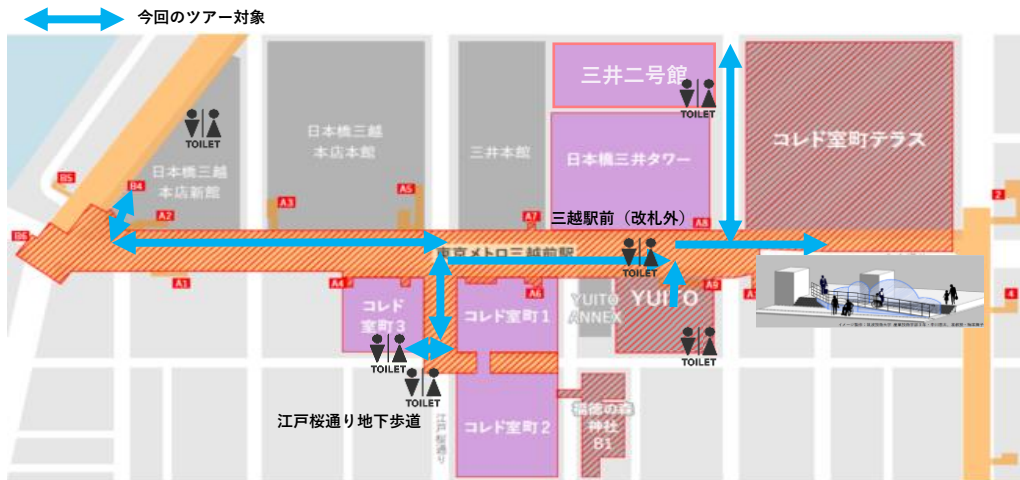 今回のツアー対象
三井二号館
TOILET
TOILET
日本橋三越
本店本館
三井本館
日本橋三井タワー
コレド室町テラス
日本橋三越
本店新館
B5
B4
A3
A5
2
A2
A7
三越駅前（改札外）
A8
B6
東京メトロ三越前駅
TOILET
A1
A4
A6
A9
4
コレド
室町3
コレド室町1
YUITO
ANNEX
YUITO
TOILET
TOILET
TOILET
江戸桜通り地下歩道
江戸桜通り
コレド室町2
福徳の森
神社
B1